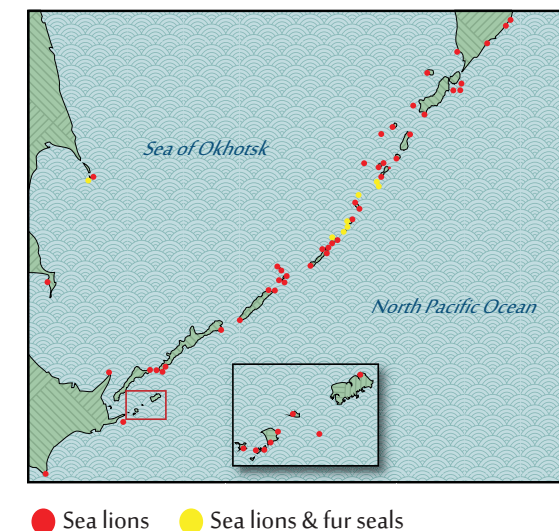 Sea of Okhotsk
North Pacific Ocean
Sea lions
Sea lions & fur seals